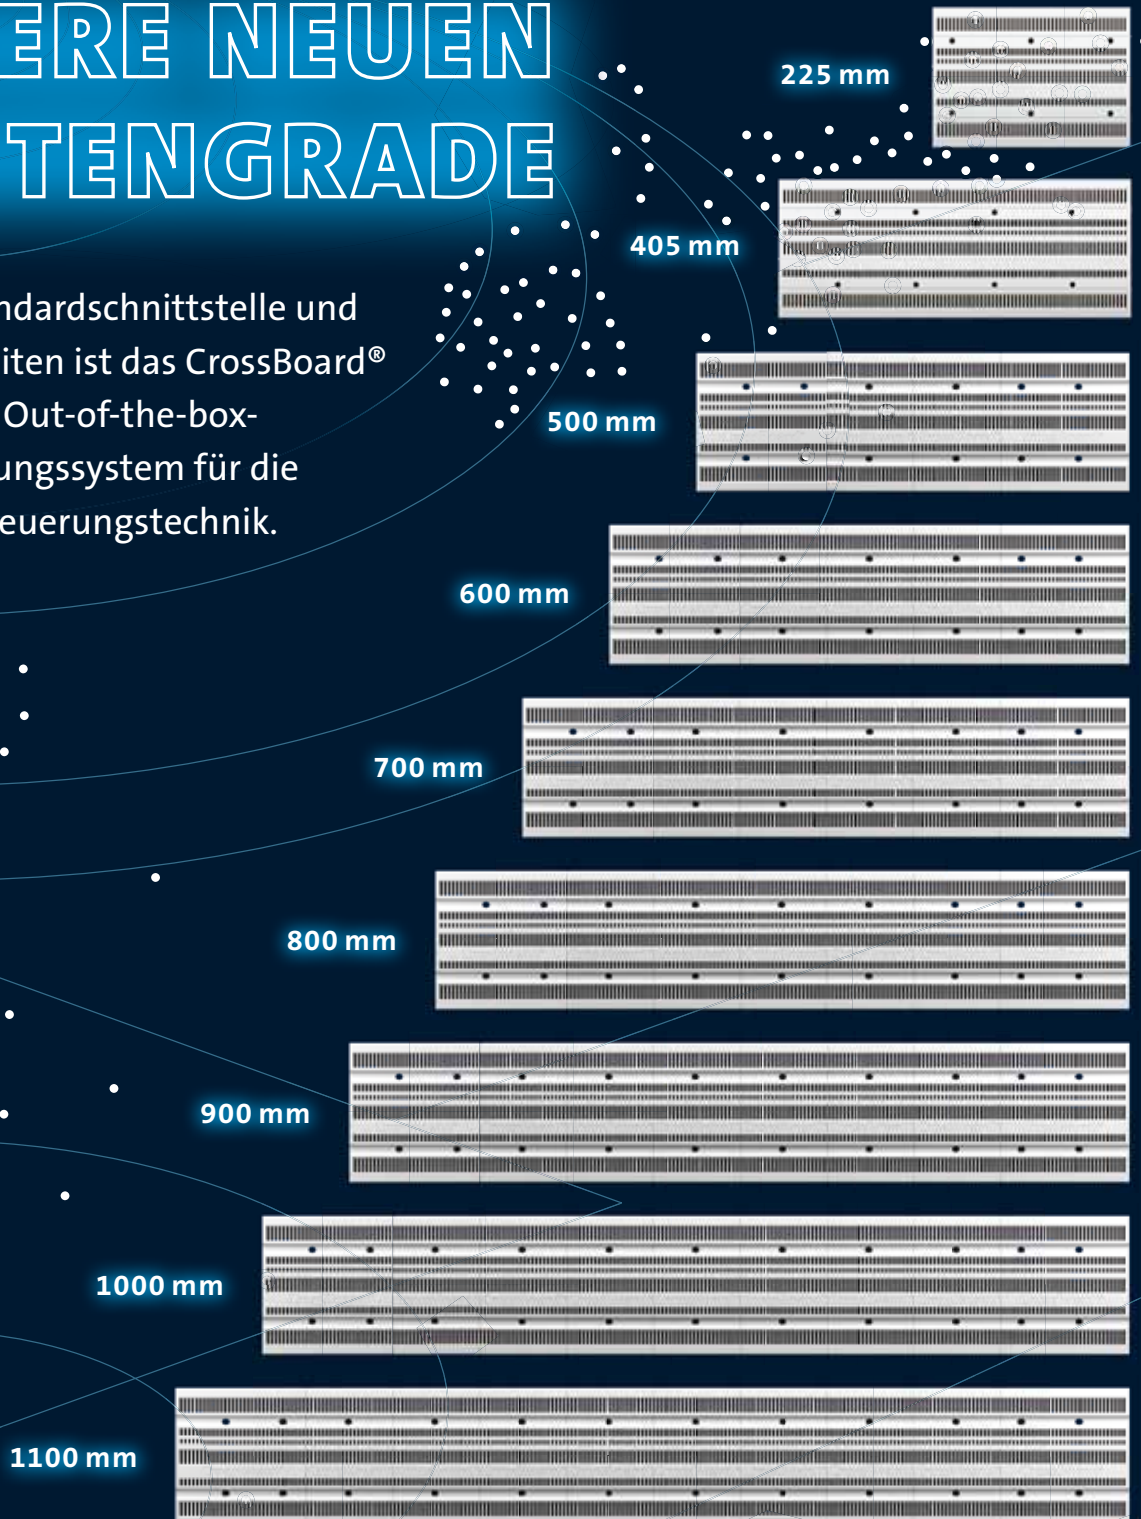 ERE NEUEN
TENGRADE
ndardschnittstelle und
eiten ist das CrossBoard®
Out-of-the-box-
ungssystem für die
euerungstechnik.
225 mm
405 mm
500 mm
600 mm
700 mm
800 mm
900 mm
1000 mm
1100 mm